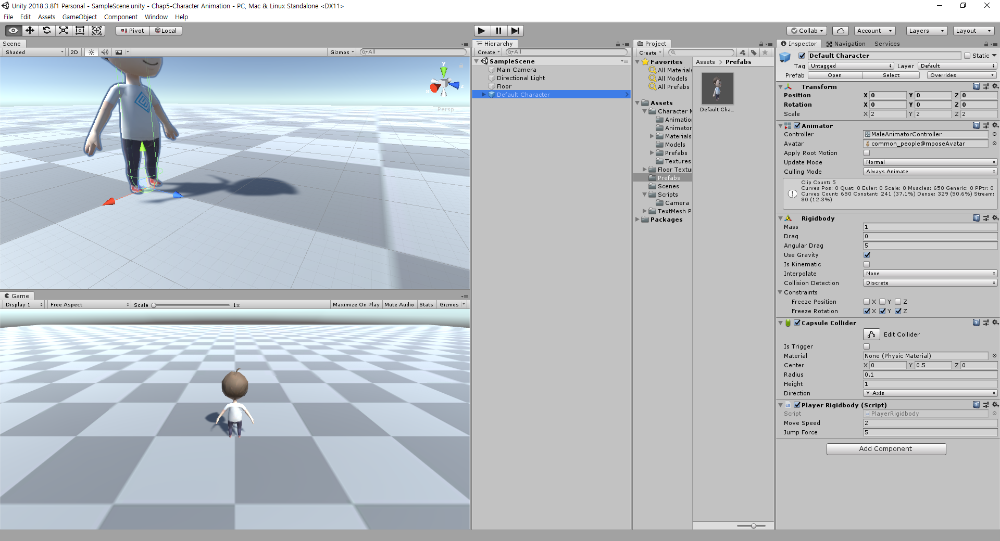 Unity 2018.3.8f1 Personal - SampleScene.unity - Chap5-Character Animation - PC, Mac & Linux Standalone <DX11>
File Edit Assets GameObject Component Window Help
Pivot Local
Collab Account Layers Layout
Scene
Shaded 2D Gizmos All
y
x
z
Persp
Game
Display 1 Free Aspect Scale 1x Maximize On Play Mute Audio Stats Gizmos
Hierarchy
Create All
SampleScene
Main Camera
Directional Light
Floor
Default Character
Project
Create
Favorites
All Materials
All Models
All Prefabs
Assets
Character M
Animation
Animator
Materials
Models
Prefabs
Textures
Floor Textur
Prefabs
Scenes
Scripts
Camera
TextMesh P
Packages
Assets > Prefabs
Default Cha...
Inspector Navigation Services
Default Character Static
Tag Untagged Layer Default
Prefab Open Select Overrides
Transform
Position X 0 Y 0 Z 0
Rotation X 0 Y 0 Z 0
Scale X 2 Y 2 Z 2
Animator
Controller MaleAnimatorController
Avatar common_people@mposeAvatar
Apply Root Motion
Update Mode Normal
Culling Mode Always Animate
Clip Count: 5
Curves Pos: 0 Quat: 0 Euler: 0 Scale: 0 Muscles: 650 Generic: 0 PPtr: 0
Curves Count: 650 Constant: 241 (37.1%) Dense: 329 (50.6%) Stream:
80 (12.3%)
Rigidbody
Mass 1
Drag 0
Angular Drag 5
Use Gravity
Is Kinematic
Interpolate None
Collision Detection Discrete
Constraints
Freeze Position X Y Z
Freeze Rotation X Y Z
Capsule Collider
Edit Collider
Is Trigger
Material None (Physic Material)
Center X 0 Y 0.5 Z 0
Radius 0.1
Height 1
Direction Y-Axis
Player Rigidbody (Script)
Script PlayerRigidbody
Move Speed 2
Jump Force 5
Add Component